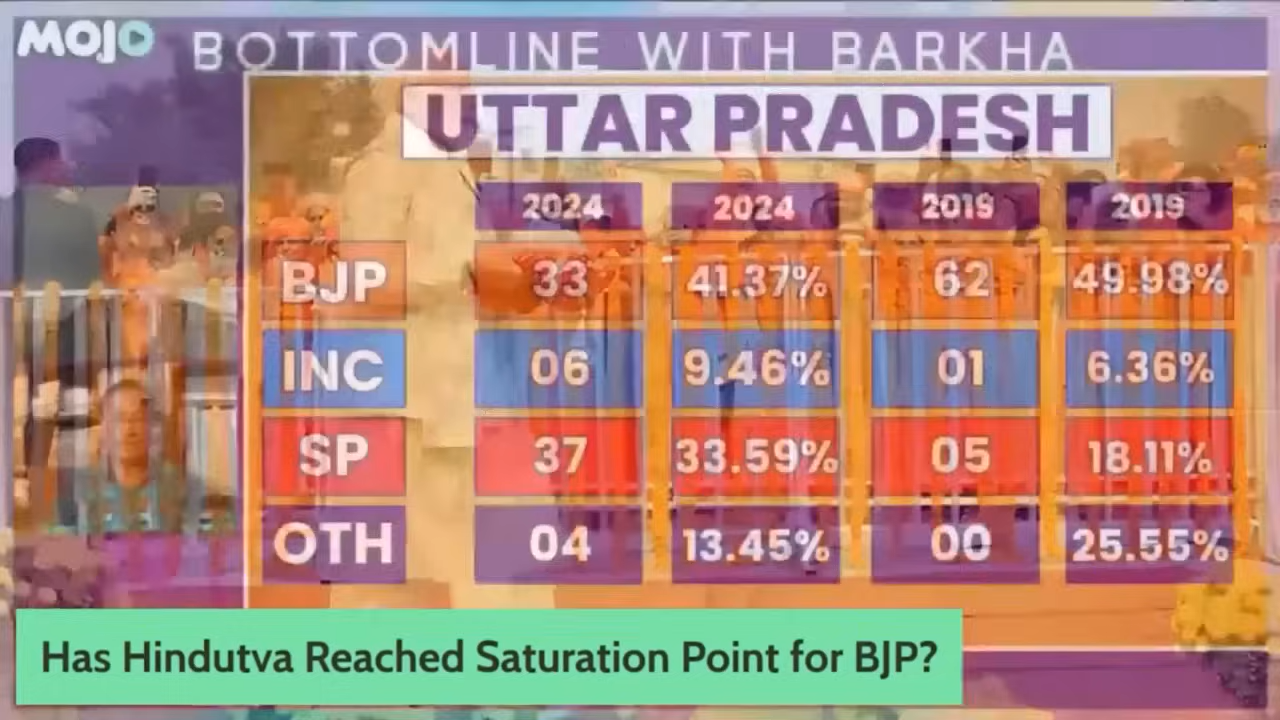 MOJO
BOTTOMLINE WITH BARKHA
UTTAR PRADESH
2024 2024 2019 2019
BJP 33 41.37% 62 49.98%
INC 06 9.46% 01 6.36%
SP 37 33.59% 05 18.11%
OTH 04 13.45% 00 25.55%
Has Hindutva Reached Saturation Point for BJP?